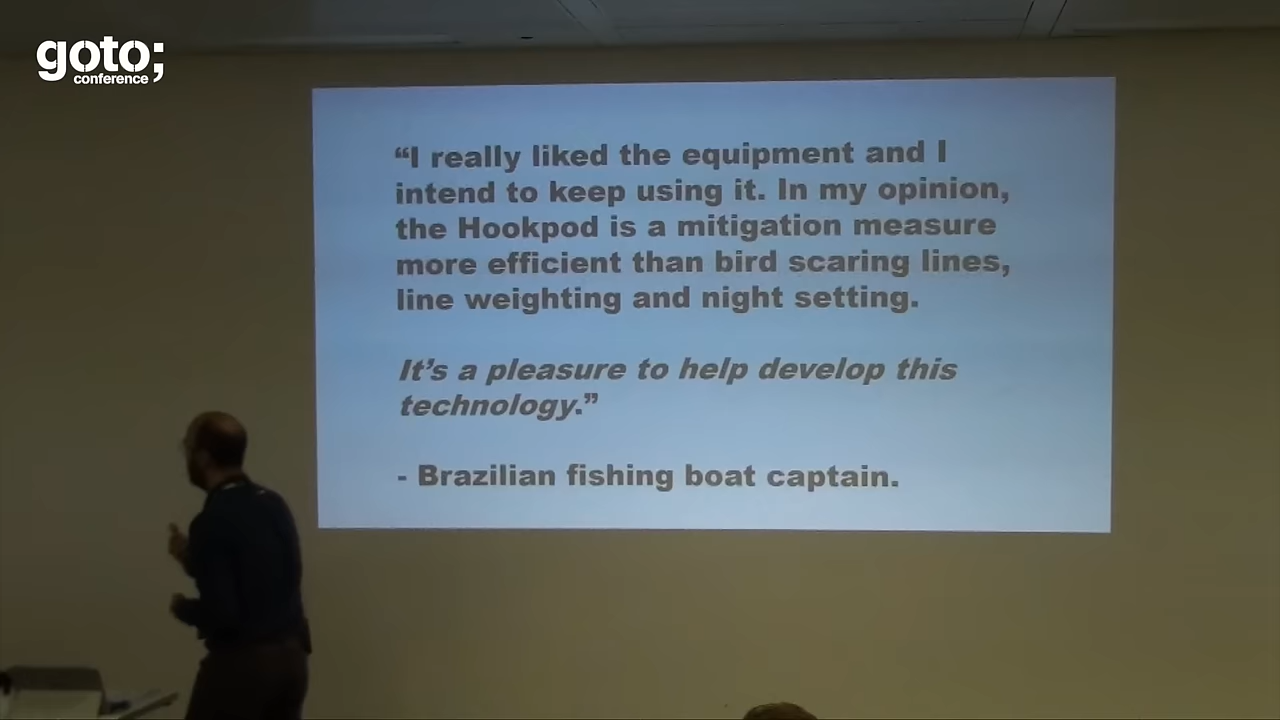 goto;
conference
“I really liked the equipment and I
intend to keep using it. In my opinion,
the Hookpod is a mitigation measure
more efficient than bird scaring lines,
line weighting and night setting.
It’s a pleasure to help develop this
technology.”
- Brazilian fishing boat captain.